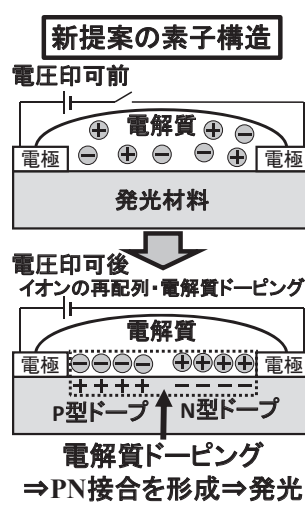 新提案の素子構造
電圧印可前
電解質
電極 電極
発光材料
電圧印可後
イオンの再配列・電解質ドーピング
電解質
電極 電極
P型ドープ N型ドープ
電解質ドーピング
⇒PN接合を形成⇒発光